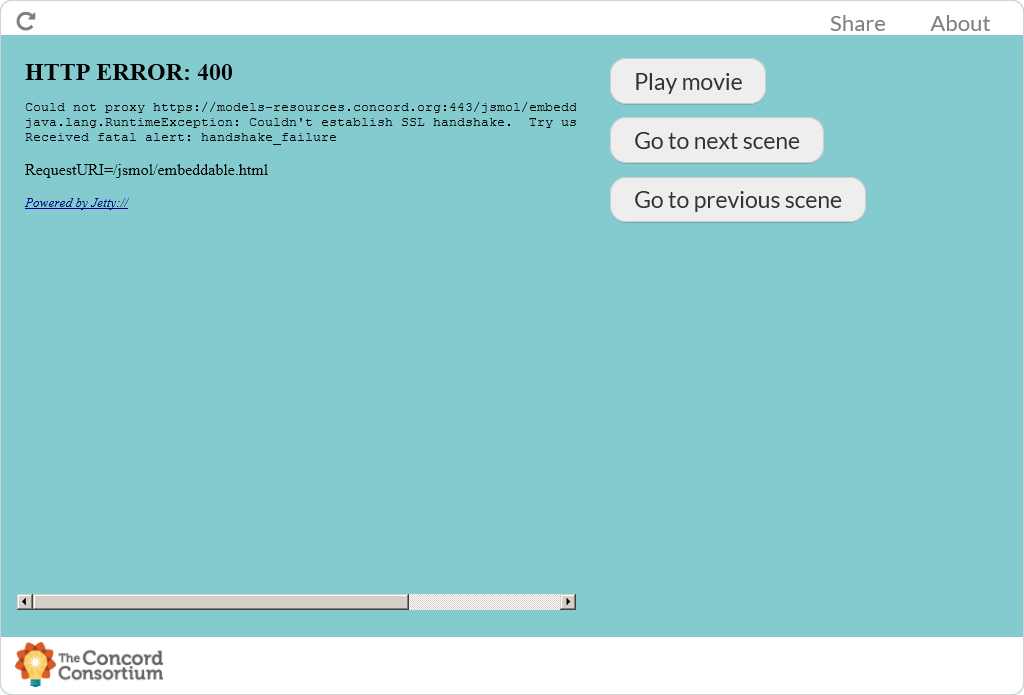 Share About
HTTP ERROR: 400
Could not proxy https://models-resources.concord.org:443/jsmol/embedd
java.lang.RuntimeException: Couldn't establish SSL handshake.  Try us
Received fatal alert: handshake_failure
RequestURI=/jsmol/embeddable.html
Powered by Jetty://
Play movie
Go to next scene
Go to previous scene
The Concord
Consortium